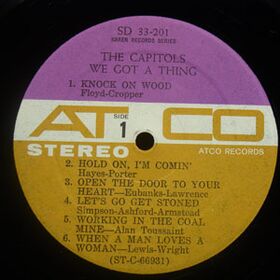 SD 33-201
KAREN RECORDS SERIES
THE CAPITOLS
WE GOT A THING
1. KNOCK ON WOOD
Floyd-Cropper
ATCO
SIDE
1
STEREO
ATCO RECORDS
2. HOLD ON, I'M COMIN'
Hayes-Porter
3. OPEN THE DOOR TO YOUR
HEART—Eubanks-Lawrence
4. LET'S GO GET STONED
Simpson-Ashford-Armstead
5. WORKING IN THE COAL
MINE—Alan Toussaint
6. WHEN A MAN LOVES A
WOMAN—Lewis-Wright
(ST-C-66931)